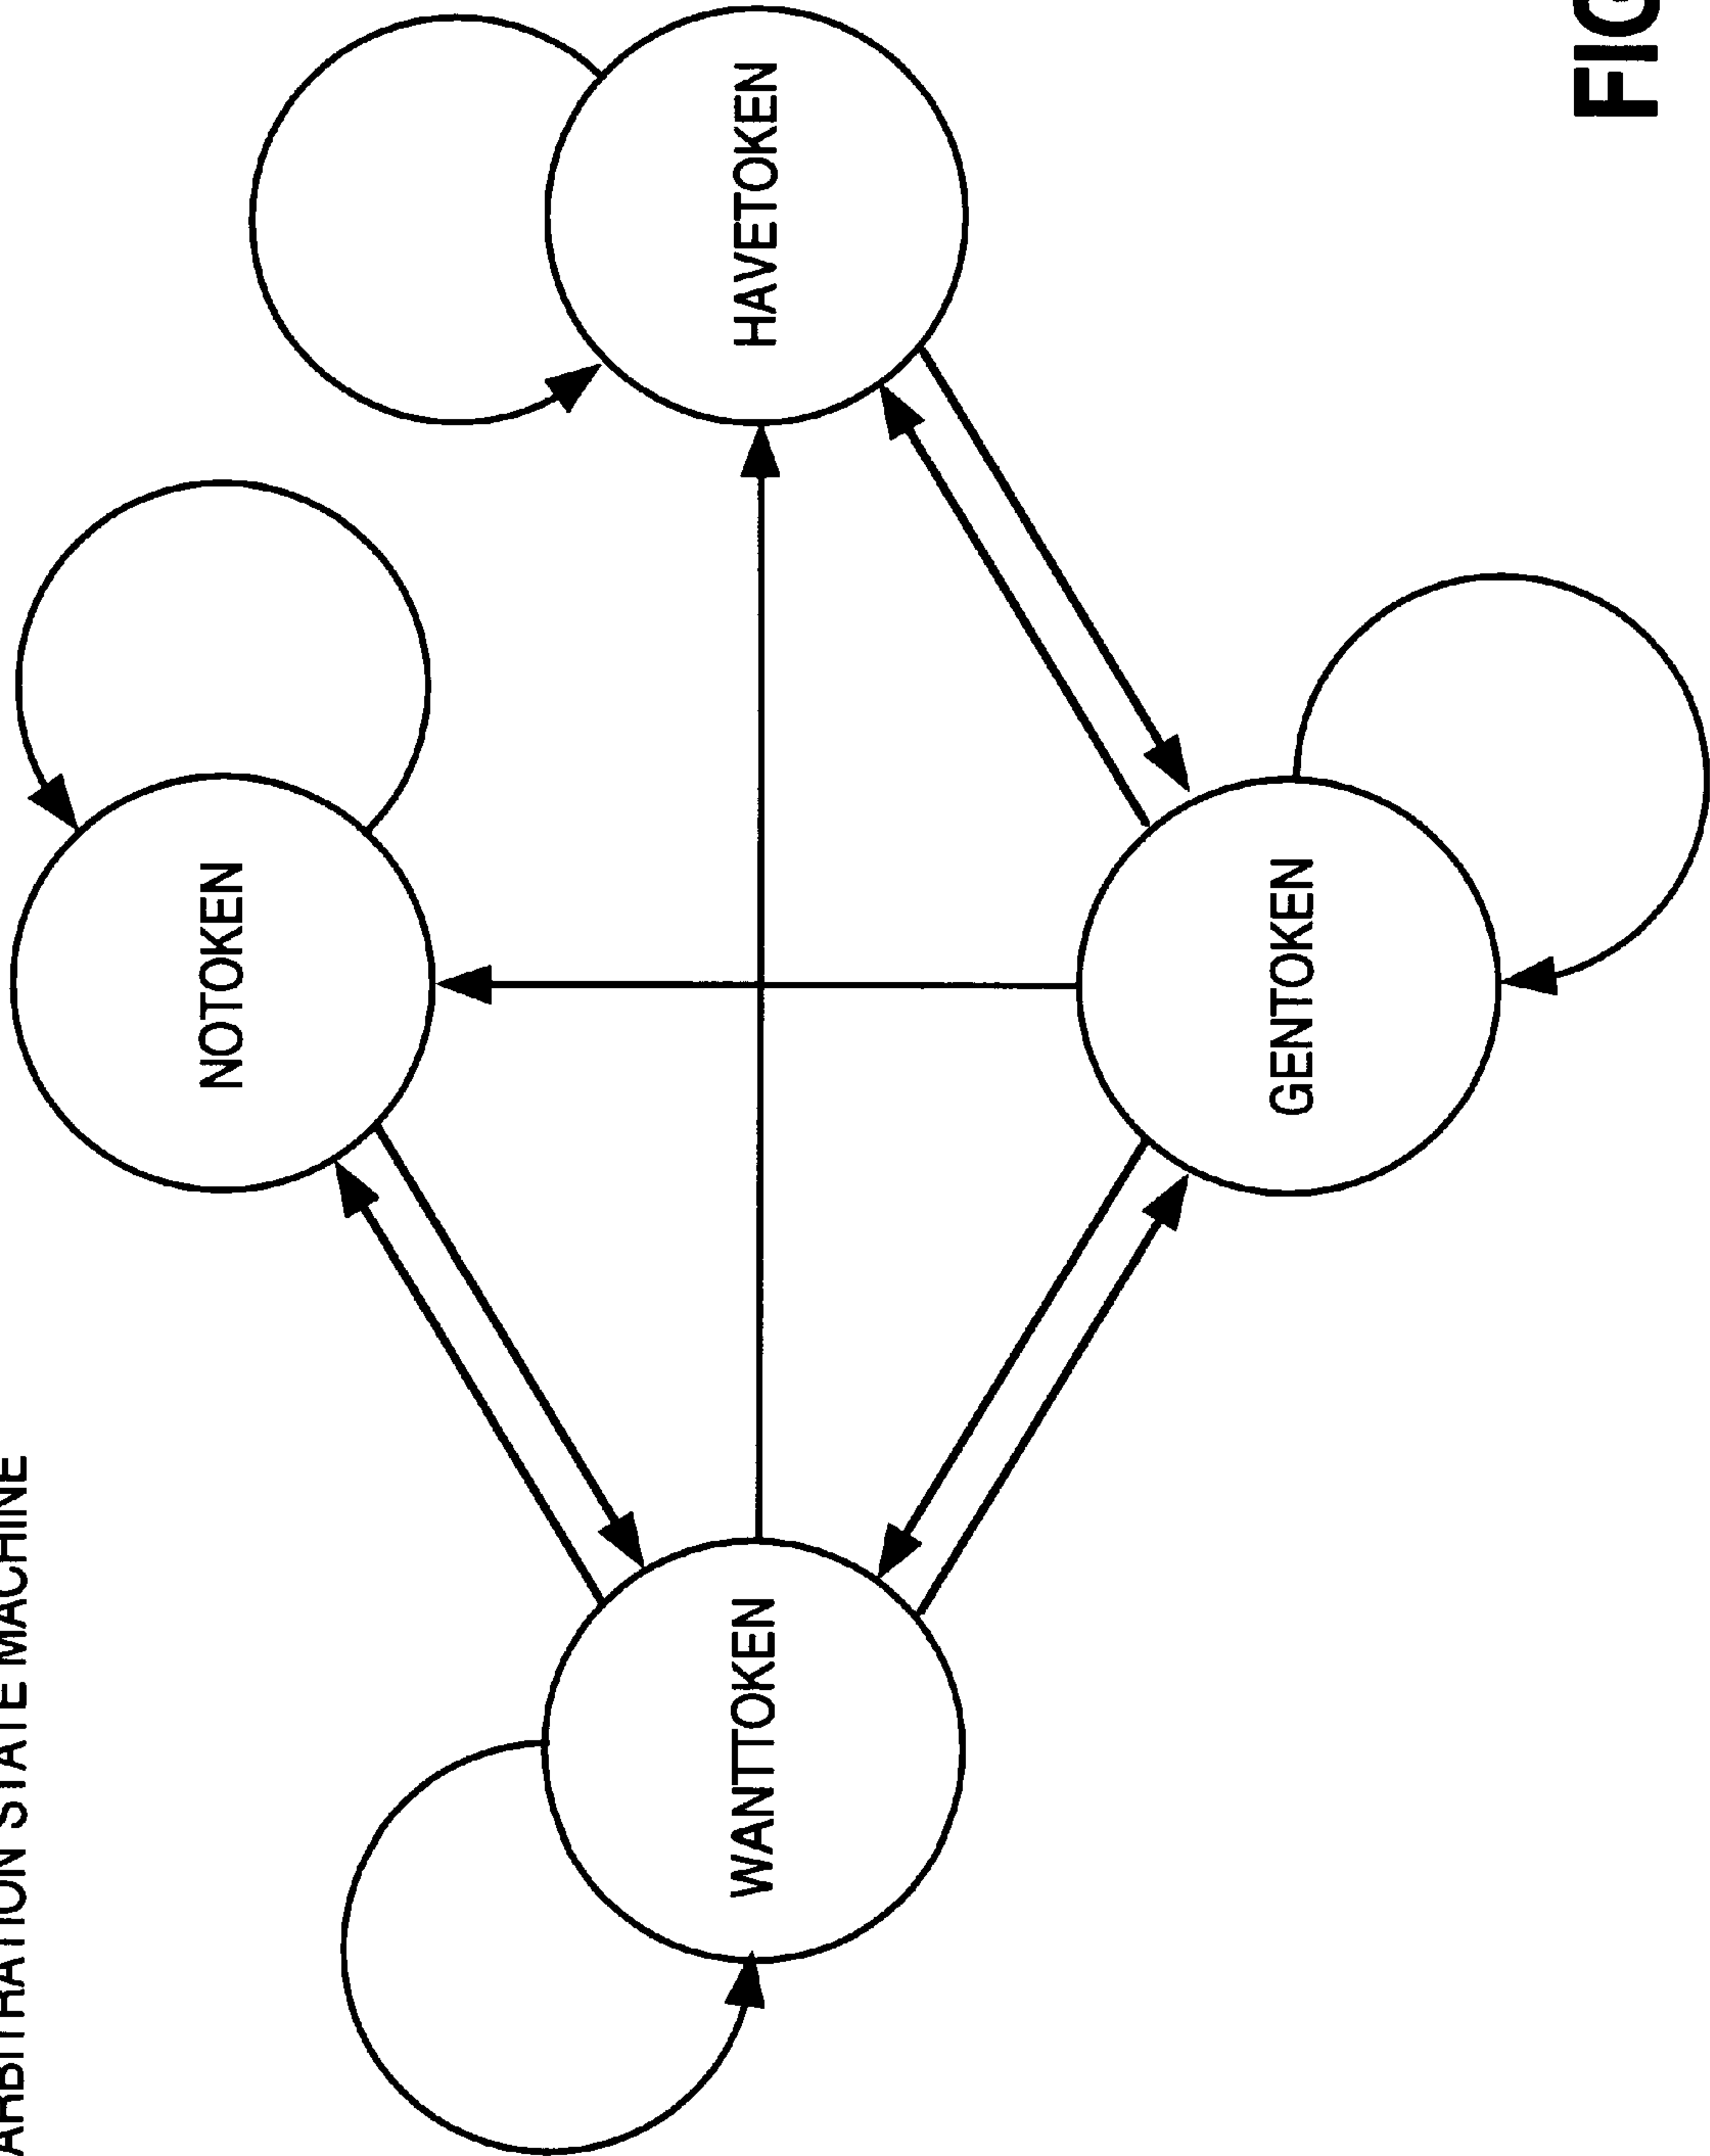 ARBITRATION STATE MACHINE
NOTOKEN
WANTTOKEN
HAVETOKEN
GENTOKEN
FIG